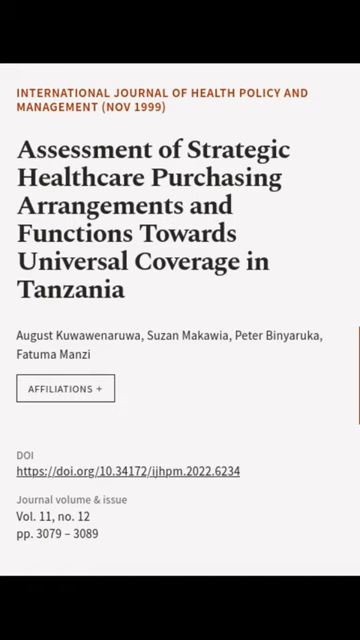 INTERNATIONAL JOURNAL OF HEALTH POLICY AND
MANAGEMENT (NOV 1999)
Assessment of Strategic
Healthcare Purchasing
Arrangements and
Functions Towards
Universal Coverage in
Tanzania
August Kuwawenaruwa, Suzan Makawia, Peter Binyaruka,
Fatuma Manzi
AFFILIATIONS +
DOI
https://doi.org/10.34172/ijhpm.2022.6234
Journal volume & issue
Vol. 11, no. 12
pp. 3079 – 3089